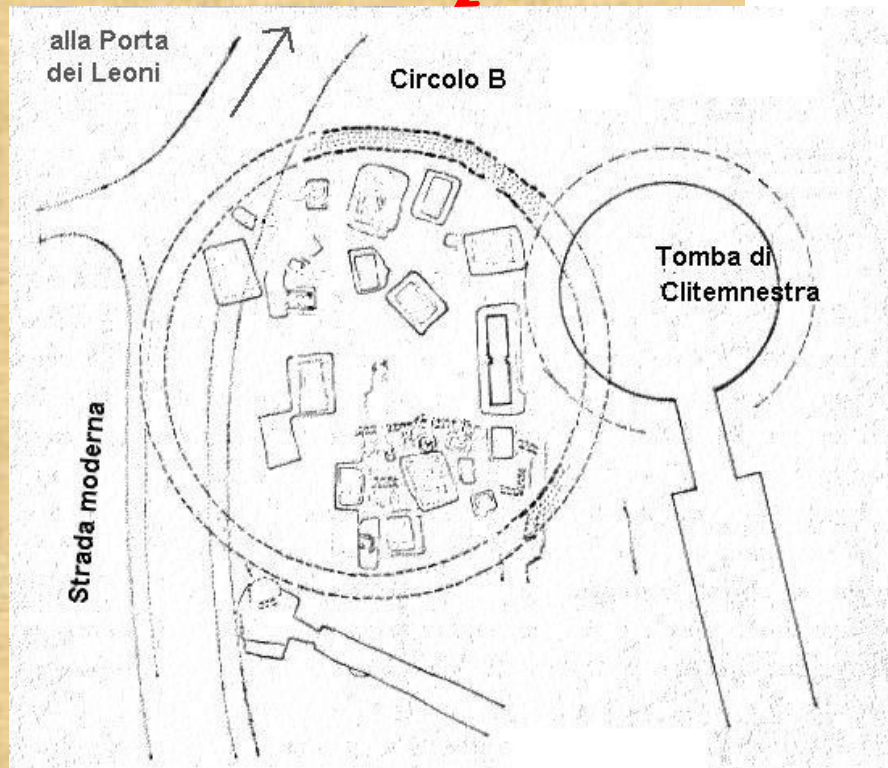 alla Porta
dei Leoni
Circolo B
Tomba di
Clitemnestra
Strada moderna